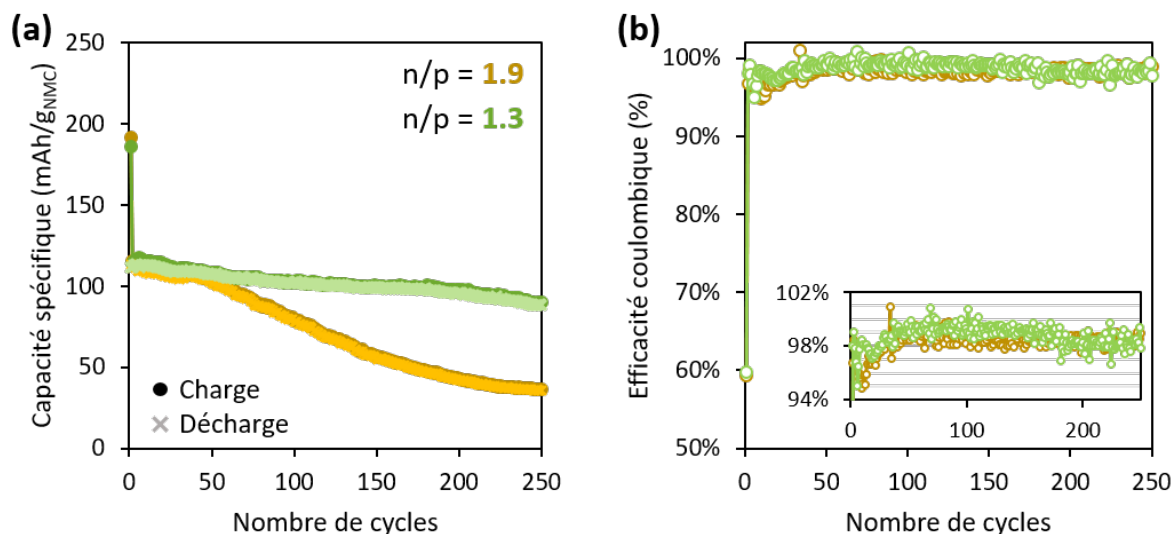 (a)
Capacité spécifique (mAh/gNMC)
250
200
150
100
50
0
n/p = 1.9
n/p = 1.3
Charge
Décharge
0 50 100 150 200 250
Nombre de cycles
(b)
Efficacité coulombique (%)
100%
90%
80%
70%
60%
50%
102%
98%
94%
0 100 200
0 50 100 150 200 250
Nombre de cycles